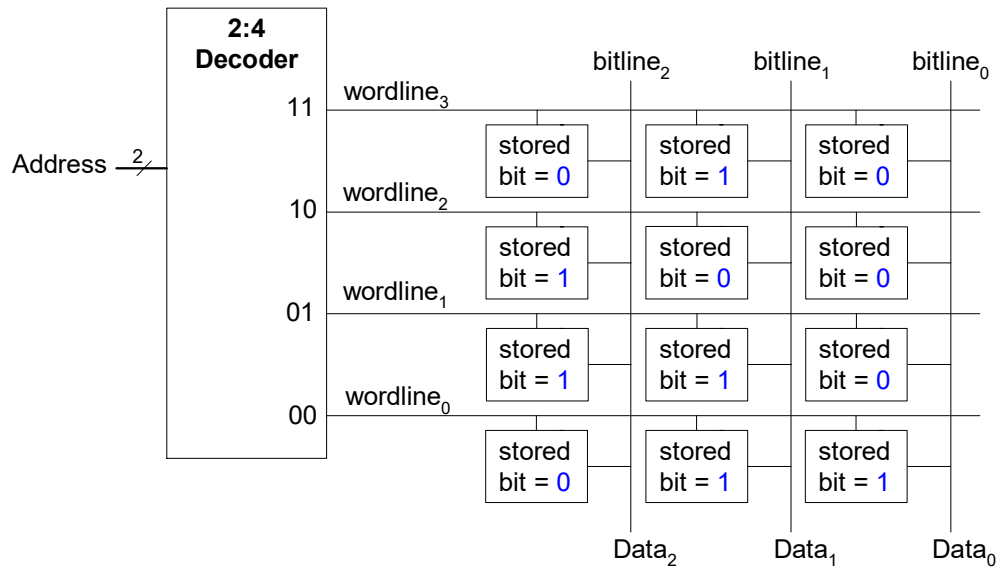 2:4
Decoder
bitline₂ bitline₁ bitline₀
11 wordline₃
Address 2
stored bit = 0 stored bit = 1 stored bit = 0
10 wordline₂
stored bit = 1 stored bit = 0 stored bit = 0
01 wordline₁
stored bit = 1 stored bit = 1 stored bit = 0
00 wordline₀
stored bit = 0 stored bit = 1 stored bit = 1
Data₂ Data₁ Data₀